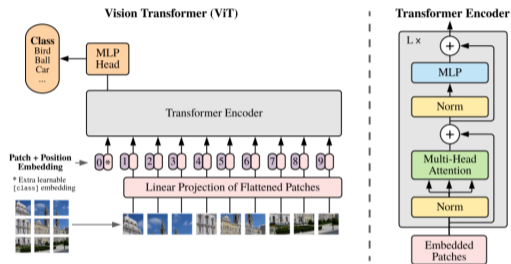 Vision Transformer (ViT)
Class
Bird
Ball
Car
...
MLP
Head
Transformer Encoder
Patch + Position
Embedding
* Extra learnable
[class] embedding
0 * 1 2 3 4 5 6 7 8 9
Linear Projection of Flattened Patches
Transformer Encoder
L x
+
MLP
Norm
+
Multi-Head
Attention
Norm
Embedded
Patches